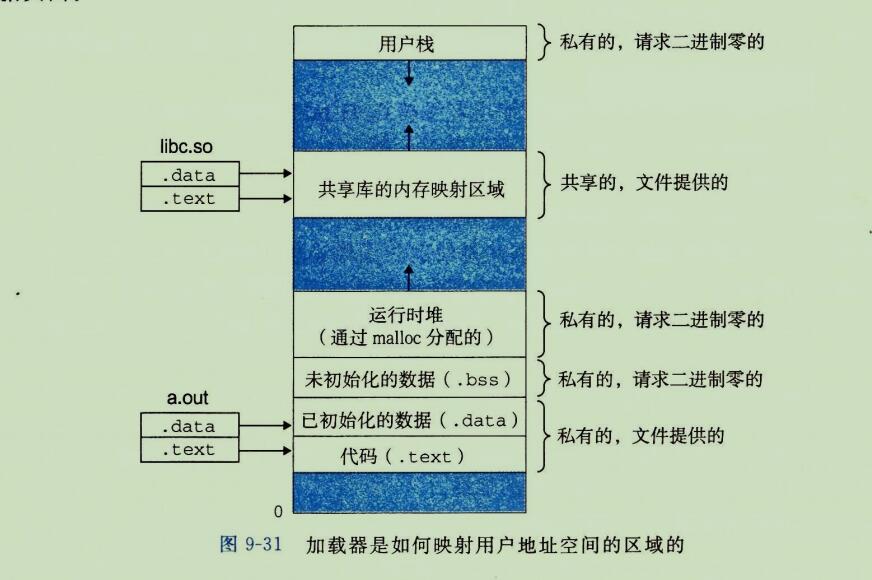 用户栈
私有的，请求二进制零的
libc.so
.data
.text
共享库的内存映射区域
共享的，文件提供的
运行时堆
（通过 malloc 分配的）
私有的，请求二进制零的
未初始化的数据（.bss）
私有的，请求二进制零的
a.out
.data
.text
已初始化的数据（.data）
代码（.text）
私有的，文件提供的
0
图 9-31 加载器是如何映射用户地址空间的区域的